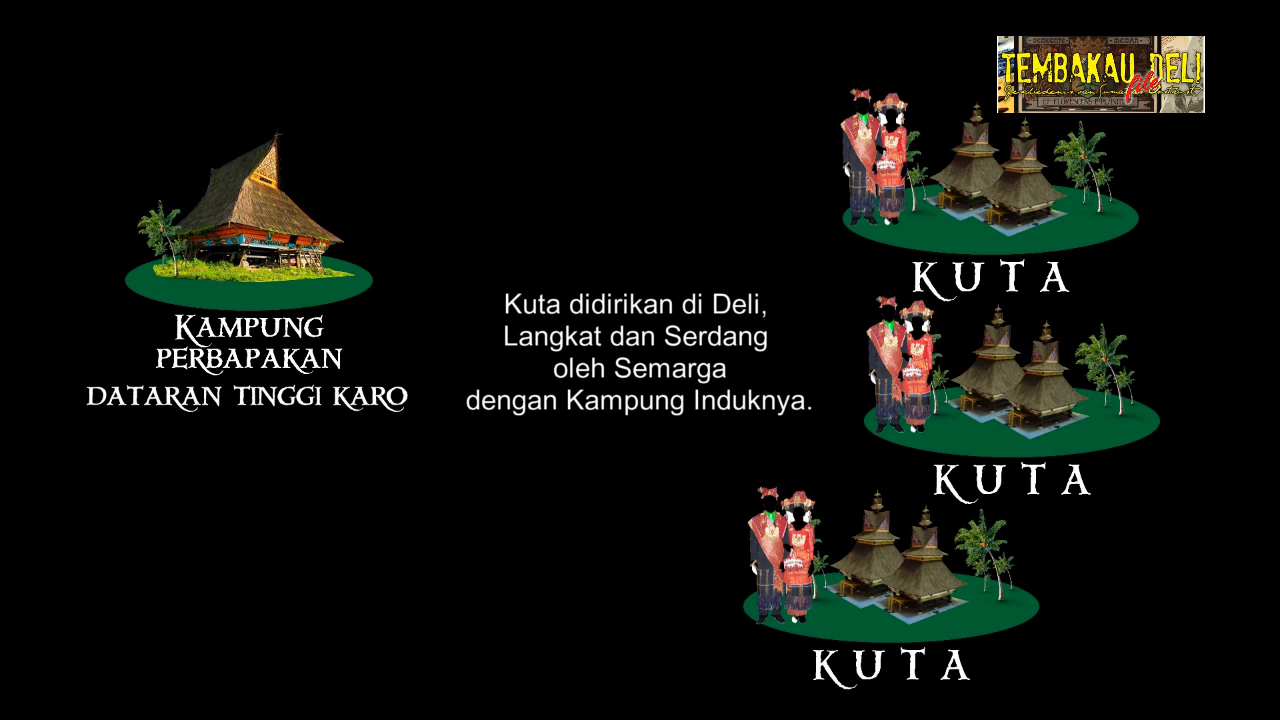 TEMBAKAU DELI
file
KUTA
KAMPUNG
PERBAPAKAN
DATARAN TINGGI KARO
Kuta didirikan di Deli,
Langkat dan Serdang
oleh Semarga
dengan Kampung Induknya.
KUTA
KUTA